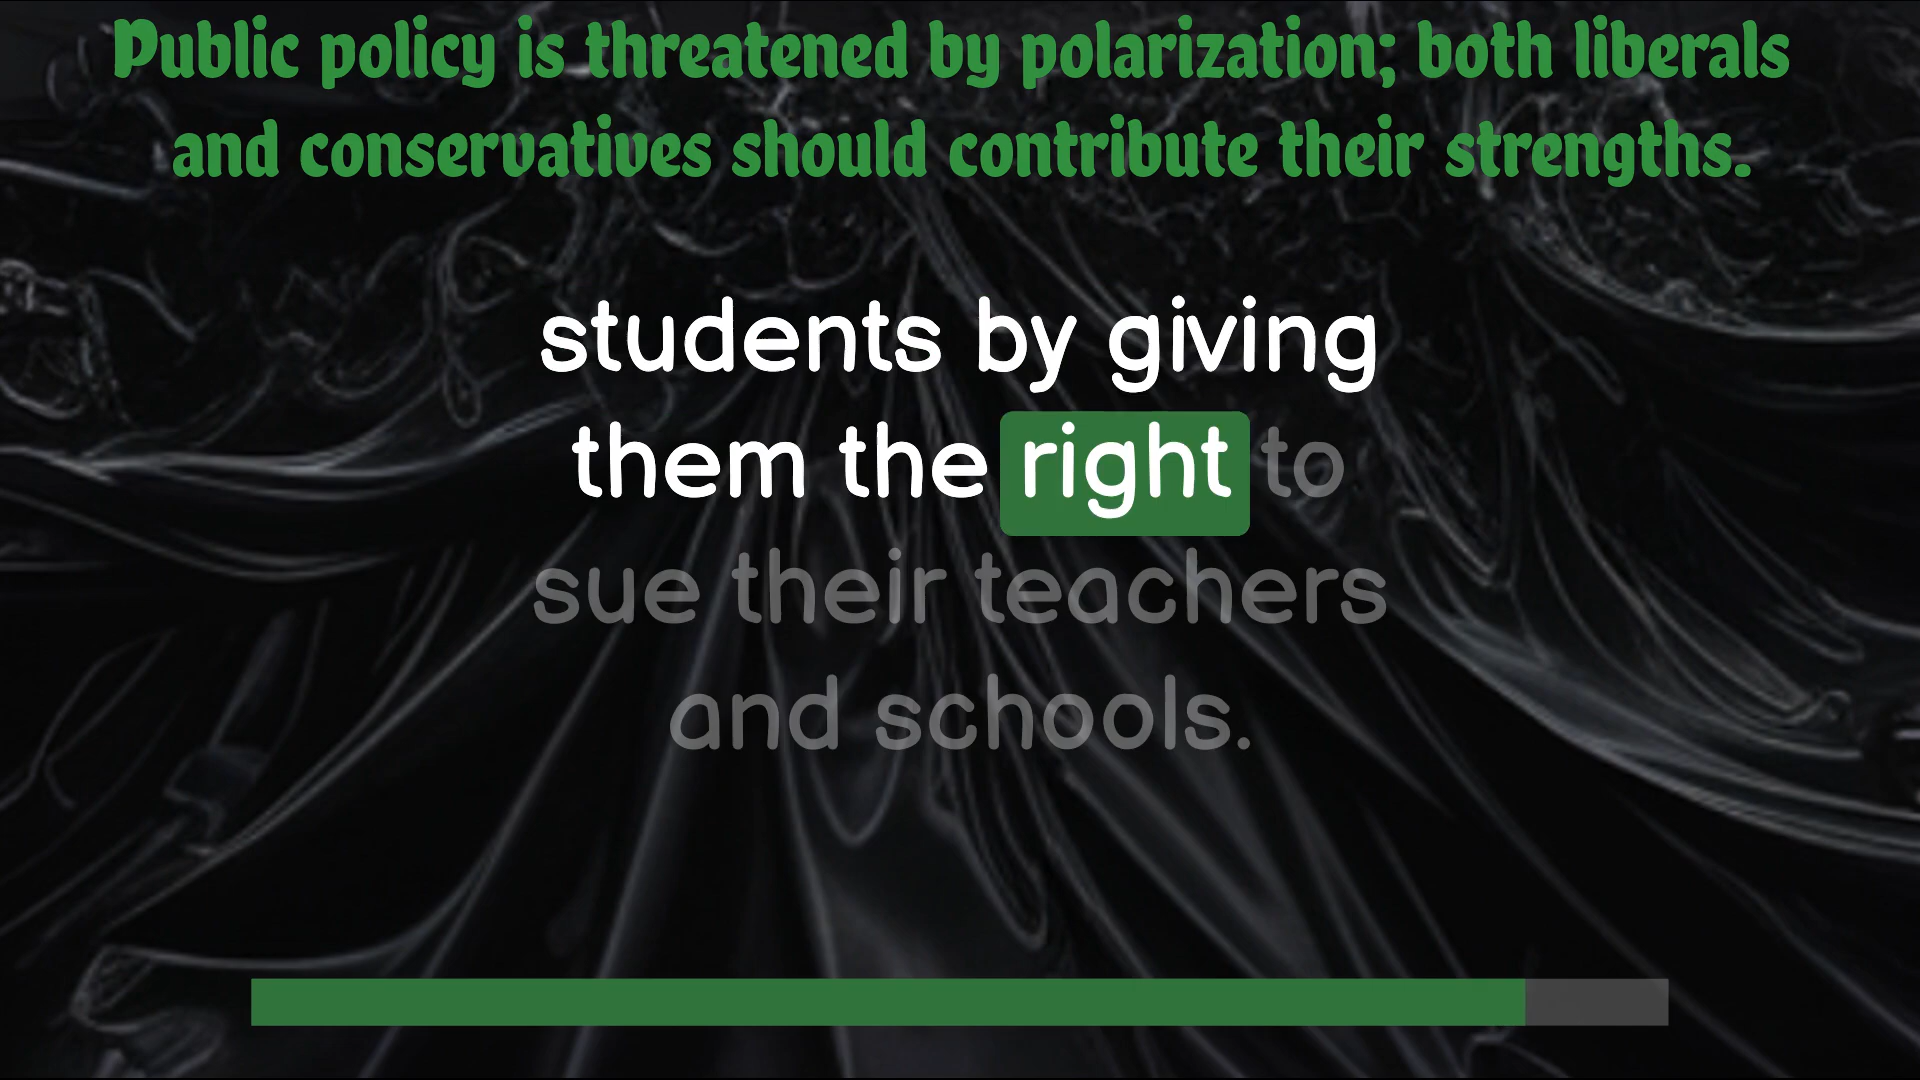 Public policy is threatened by polarization; both liberals
and conservatives should contribute their strengths.
students by giving
them the right to
sue their teachers
and schools.